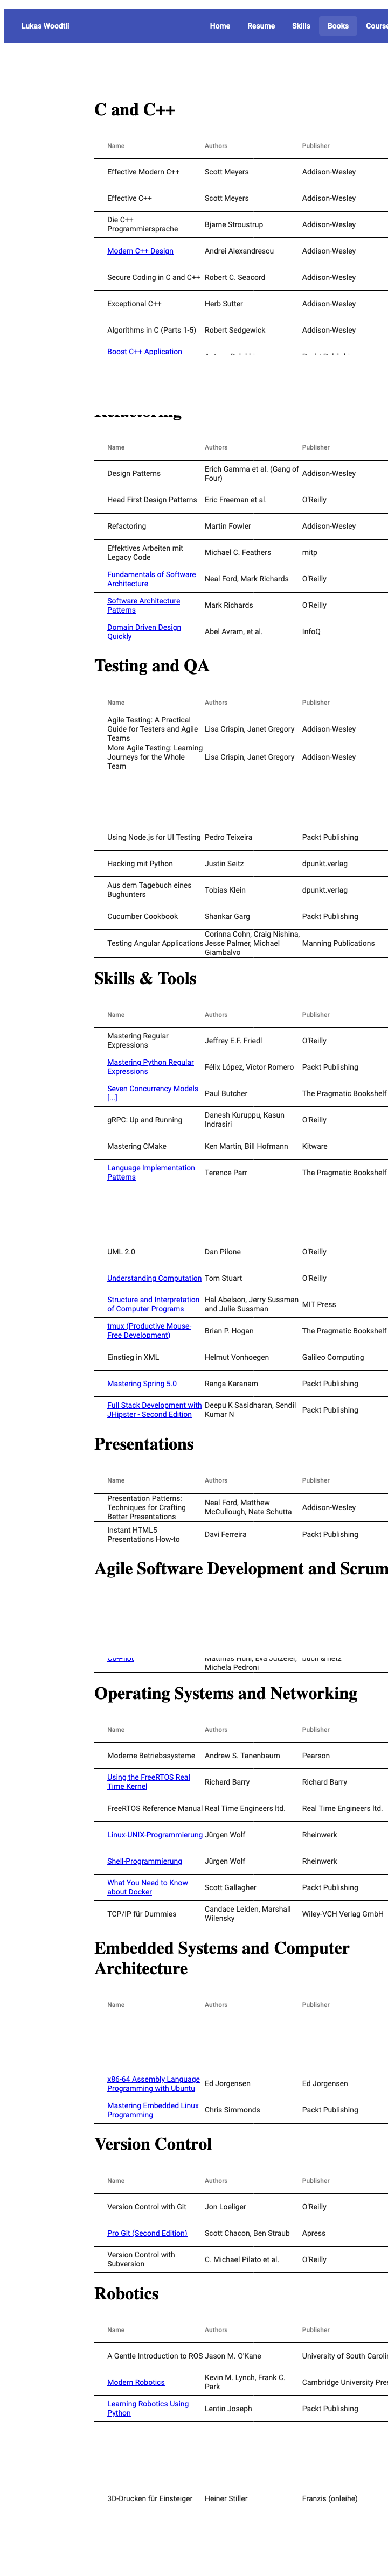 Lukas Woodtli Home Resume Skills Books Course
C and C++
Name Authors Publisher
Effective Modern C++ Scott Meyers Addison-Wesley
Effective C++ Scott Meyers Addison-Wesley
Die C++
Programmiersprache Bjarne Stroustrup Addison-Wesley
Modern C++ Design Andrei Alexandrescu Addison-Wesley
Secure Coding in C and C++ Robert C. Seacord Addison-Wesley
Exceptional C++ Herb Sutter Addison-Wesley
Algorithms in C (Parts 1-5) Robert Sedgewick Addison-Wesley
Boost C++ Application
Refactoring
Name Authors Publisher
Design Patterns Erich Gamma et al. (Gang of
Four) Addison-Wesley
Head First Design Patterns Eric Freeman et al. O'Reilly
Refactoring Martin Fowler Addison-Wesley
Effektives Arbeiten mit
Legacy Code Michael C. Feathers mitp
Fundamentals of Software
Architecture Neal Ford, Mark Richards O'Reilly
Software Architecture
Patterns Mark Richards O'Reilly
Domain Driven Design
Quickly Abel Avram, et al. InfoQ
Testing and QA
Name Authors Publisher
Agile Testing: A Practical
Guide for Testers and Agile Lisa Crispin, Janet Gregory Addison-Wesley
Teams
More Agile Testing: Learning
Journeys for the Whole Lisa Crispin, Janet Gregory Addison-Wesley
Team
Using Node.js for UI Testing Pedro Teixeira Packt Publishing
Hacking mit Python Justin Seitz dpunkt.verlag
Aus dem Tagebuch eines
Bughunters Tobias Klein dpunkt.verlag
Cucumber Cookbook Shankar Garg Packt Publishing
Corinna Cohn, Craig Nishina,
Testing Angular Applications Jesse Palmer, Michael Manning Publications
Giambalvo
Skills & Tools
Name Authors Publisher
Mastering Regular
Expressions Jeffrey E.F. Friedl O'Reilly
Mastering Python Regular
Expressions Félix López, Víctor Romero Packt Publishing
Seven Concurrency Models
[...] Paul Butcher The Pragmatic Bookshelf
gRPC: Up and Running Danesh Kuruppu, Kasun
Indrasiri O'Reilly
Mastering CMake Ken Martin, Bill Hofmann Kitware
Language Implementation
Patterns Terence Parr The Pragmatic Bookshelf
UML 2.0 Dan Pilone O'Reilly
Understanding Computation Tom Stuart O'Reilly
Structure and Interpretation Hal Abelson, Jerry Sussman
of Computer Programs and Julie Sussman MIT Press
tmux (Productive Mouse-
Free Development) Brian P. Hogan The Pragmatic Bookshelf
Einstieg in XML Helmut Vonhoegen Galileo Computing
Mastering Spring 5.0 Ranga Karanam Packt Publishing
Full Stack Development with Deepu K Sasidharan, Sendil
JHipster - Second Edition Kumar N Packt Publishing
Presentations
Name Authors Publisher
Presentation Patterns:
Techniques for Crafting Neal Ford, Matthew
Better Presentations McCullough, Nate Schutta Addison-Wesley
Instant HTML5
Presentations How-to Davi Ferreira Packt Publishing
Agile Software Development and Scrum
Co-Pilot Matthias Hüni, Eva Jutzeler, buch & netz
Michela Pedroni
Operating Systems and Networking
Name Authors Publisher
Moderne Betriebssysteme Andrew S. Tanenbaum Pearson
Using the FreeRTOS Real
Time Kernel Richard Barry Richard Barry
FreeRTOS Reference Manual Real Time Engineers ltd. Real Time Engineers ltd.
Linux-UNIX-Programmierung Jürgen Wolf Rheinwerk
Shell-Programmierung Jürgen Wolf Rheinwerk
What You Need to Know
about Docker Scott Gallagher Packt Publishing
TCP/IP für Dummies Candace Leiden, Marshall
Wilensky Wiley-VCH Verlag GmbH
Embedded Systems and Computer
Architecture
Name Authors Publisher
x86-64 Assembly Language
Programming with Ubuntu Ed Jorgensen Ed Jorgensen
Mastering Embedded Linux
Programming Chris Simmonds Packt Publishing
Version Control
Name Authors Publisher
Version Control with Git Jon Loeliger O'Reilly
Pro Git (Second Edition) Scott Chacon, Ben Straub Apress
Version Control with
Subversion C. Michael Pilato et al. O'Reilly
Robotics
Name Authors Publisher
A Gentle Introduction to ROS Jason M. O'Kane University of South Carolin
Modern Robotics Kevin M. Lynch, Frank C.
Park Cambridge University Pres
Learning Robotics Using
Python Lentin Joseph Packt Publishing
3D-Drucken für Einsteiger Heiner Stiller Franzis (onleihe)